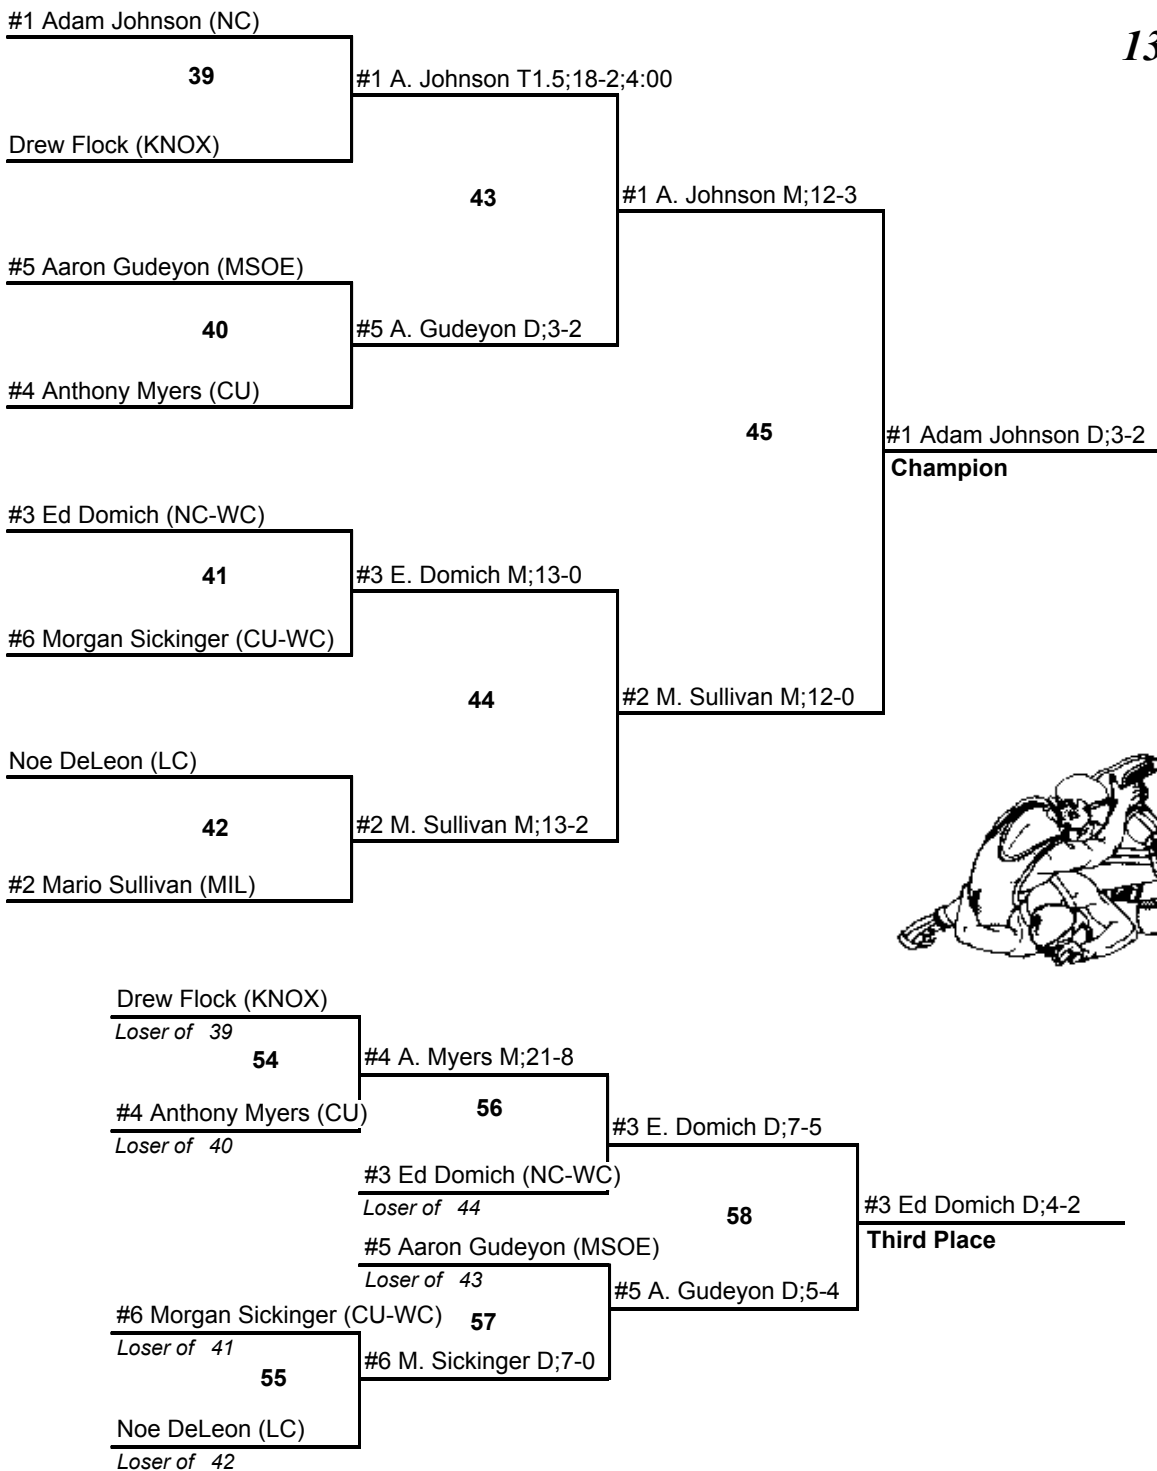 #1 Adam Johnson (NC)
13
39
#1 A. Johnson T1.5;18-2;4:00
Drew Flock (KNOX)
43
#1 A. Johnson M;12-3
#5 Aaron Gudeyon (MSOE)
40
#5 A. Gudeyon D;3-2
#4 Anthony Myers (CU)
45
#1 Adam Johnson D;3-2
Champion
#3 Ed Domich (NC-WC)
41
#3 E. Domich M;13-0
#6 Morgan Sickinger (CU-WC)
44
#2 M. Sullivan M;12-0
Noe DeLeon (LC)
42
#2 M. Sullivan M;13-2
#2 Mario Sullivan (MIL)
Drew Flock (KNOX)
Loser of 39
54
#4 A. Myers M;21-8
#4 Anthony Myers (CU)
Loser of 40
56
#3 E. Domich D;7-5
#3 Ed Domich (NC-WC)
Loser of 44
58
#3 Ed Domich D;4-2
Third Place
#5 Aaron Gudeyon (MSOE)
Loser of 43
#5 A. Gudeyon D;5-4
#6 Morgan Sickinger (CU-WC)
Loser of 41
57
#6 M. Sickinger D;7-0
55
Noe DeLeon (LC)
Loser of 42